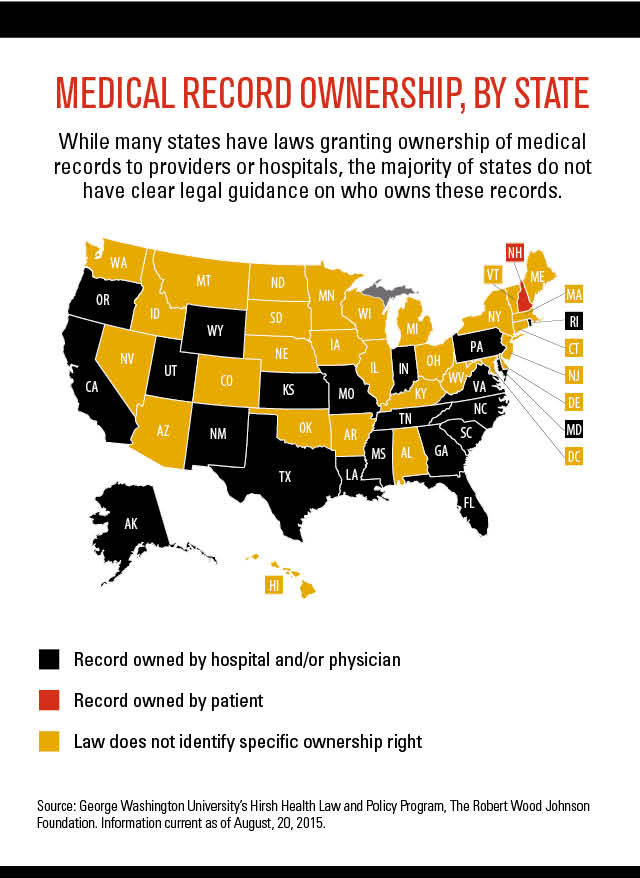 MEDICAL RECORD OWNERSHIP, BY STATE
While many states have laws granting ownership of medical
records to providers or hospitals, the majority of states do not
have clear legal guidance on who owns these records.
WA
OR
CA
NV
ID
MT
WY
UT
AZ
CO
NM
ND
SD
NE
KS
OK
TX
MN
IA
MO
AR
LA
WI
IL
MS
MI
IN
OH
KY
TN
AL
GA
FL
SC
NC
VA
WV
PA
NY
VT
NH
ME
MA
RI
CT
NJ
DE
MD
DC
AK
HI
Record owned by hospital and/or physician
Record owned by patient
Law does not identify specific ownership right
Source: George Washington University's Hirsh Health Law and Policy Program, The Robert Wood Johnson
Foundation. Information current as of August, 20, 2015.